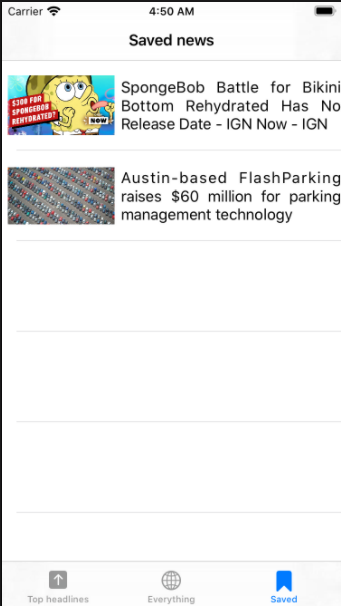 Carrier 4:50 AM
Saved news
$300 FOR
SPONGEBOB
REHYDRATED?
NOW
SpongeBob Battle for Bikini
Bottom Rehydrated Has No
Release Date - IGN Now - IGN
Austin-based FlashParking
raises $60 million for parking
management technology
Top headlines Everything Saved